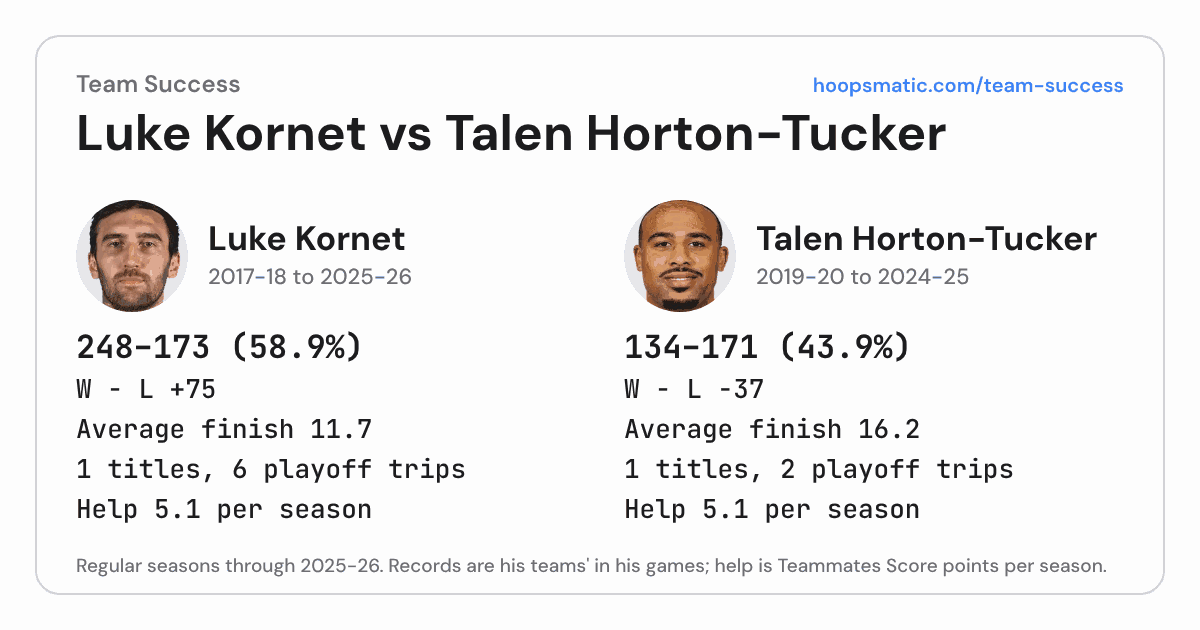 Team Success
hoopsmatic.com/team-success
Luke Kornet vs Talen Horton-Tucker
Luke Kornet
2017-18 to 2025-26
248-173 (58.9%)
W - L +75
Average finish 11.7
1 titles, 6 playoff trips
Help 5.1 per season
Talen Horton-Tucker
2019-20 to 2024-25
134-171 (43.9%)
W - L -37
Average finish 16.2
1 titles, 2 playoff trips
Help 5.1 per season
Regular seasons through 2025-26. Records are his teams' in his games; help is Teammates Score points per season.